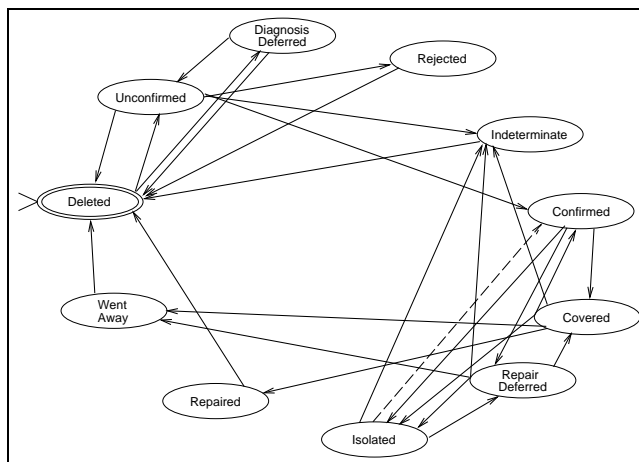 Diagnosis
Deferred
Rejected
Unconfirmed
Indeterminate
Deleted
Confirmed
Went
Away
Covered
Repair
Deferred
Repaired
Isolated